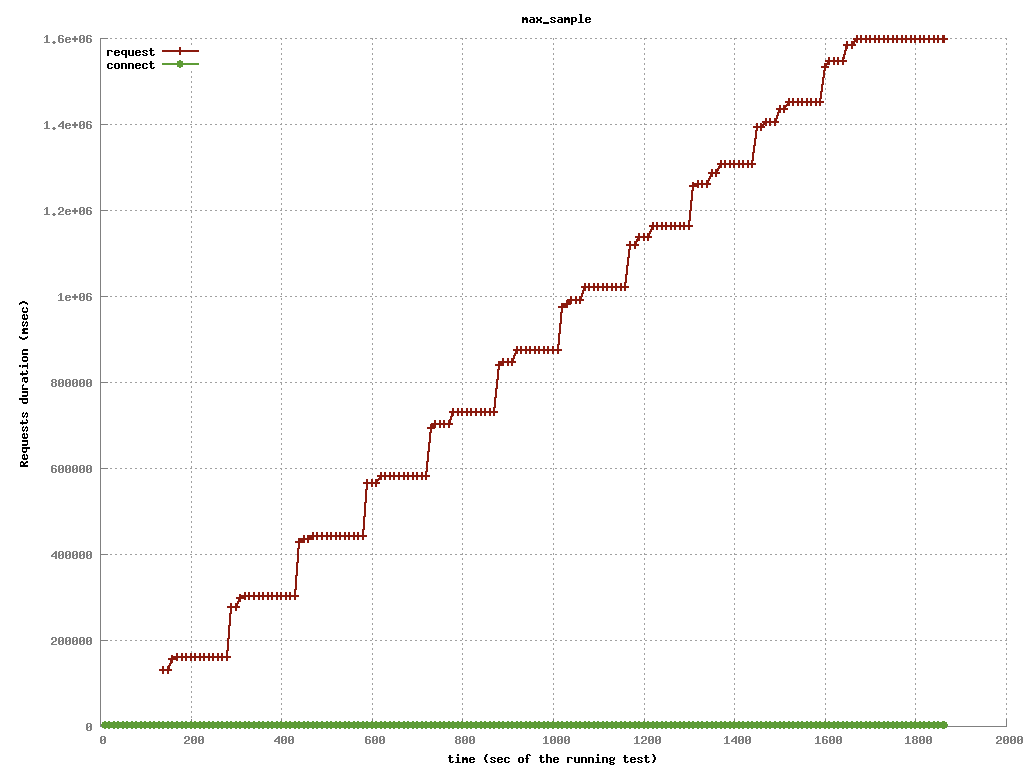 max_sample
request
connect
1.6e+06
1.4e+06
1.2e+06
1e+06
800000
600000
400000
200000
0
Requests duration (msec)
0 200 400 600 800 1000 1200 1400 1600 1800 2000
time (sec of the running test)